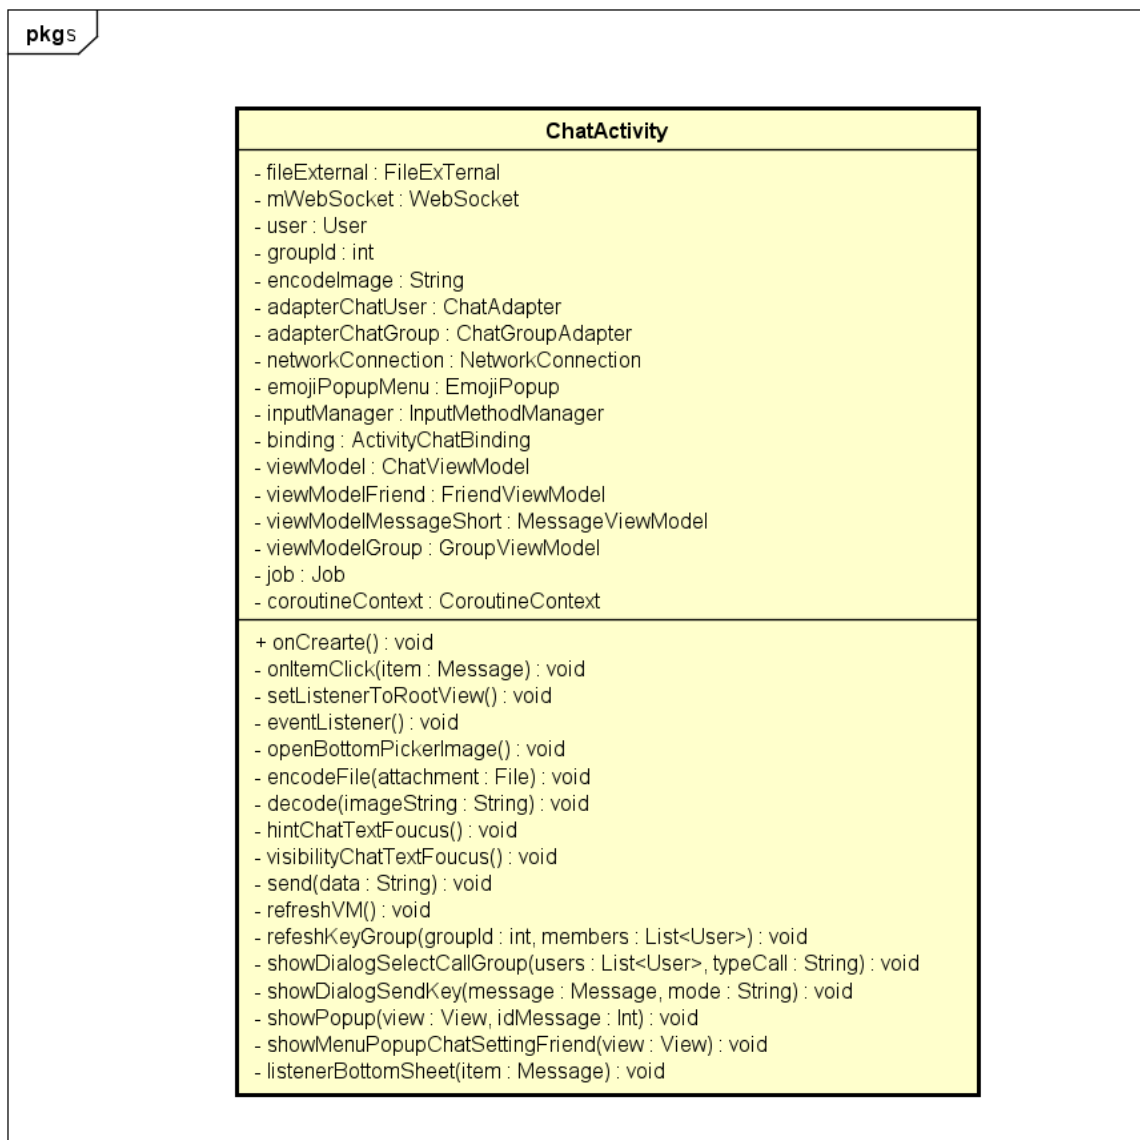 pkgs
ChatActivity
- fileExternal : FileExTernal
- mWebSocket : WebSocket
- user : User
- groupId : int
- encodeImage : String
- adapterChatUser : ChatAdapter
- adapterChatGroup : ChatGroupAdapter
- networkConnection : NetworkConnection
- emojiPopupMenu : EmojiPopup
- inputManager : InputMethodManager
- binding : ActivityChatBinding
- viewModel : ChatViewModel
- viewModelFriend : FriendViewModel
- viewModelMessageShort : MessageViewModel
- viewModelGroup : GroupViewModel
- job : Job
- coroutineContext : CoroutineContext
+ onCrearte() : void
- onItemClick(item : Message) : void
- setListenerToRootView() : void
- eventListener() : void
- openBottomPickerImage() : void
- encodeFile(attachment : File) : void
- decode(imageString : String) : void
- hintChatTextFoucus() : void
- visibilityChatTextFoucus() : void
- send(data : String) : void
- refreshVM() : void
- refeshKeyGroup(groupId : int, members : List<User>) : void
- showDialogSelectCallGroup(users : List<User>, typeCall : String) : void
- showDialogSendKey(message : Message, mode : String) : void
- showPopup(view : View, idMessage : Int) : void
- showMenuPopupChatSettingFriend(view : View) : void
- listenerBottomSheet(item : Message) : void